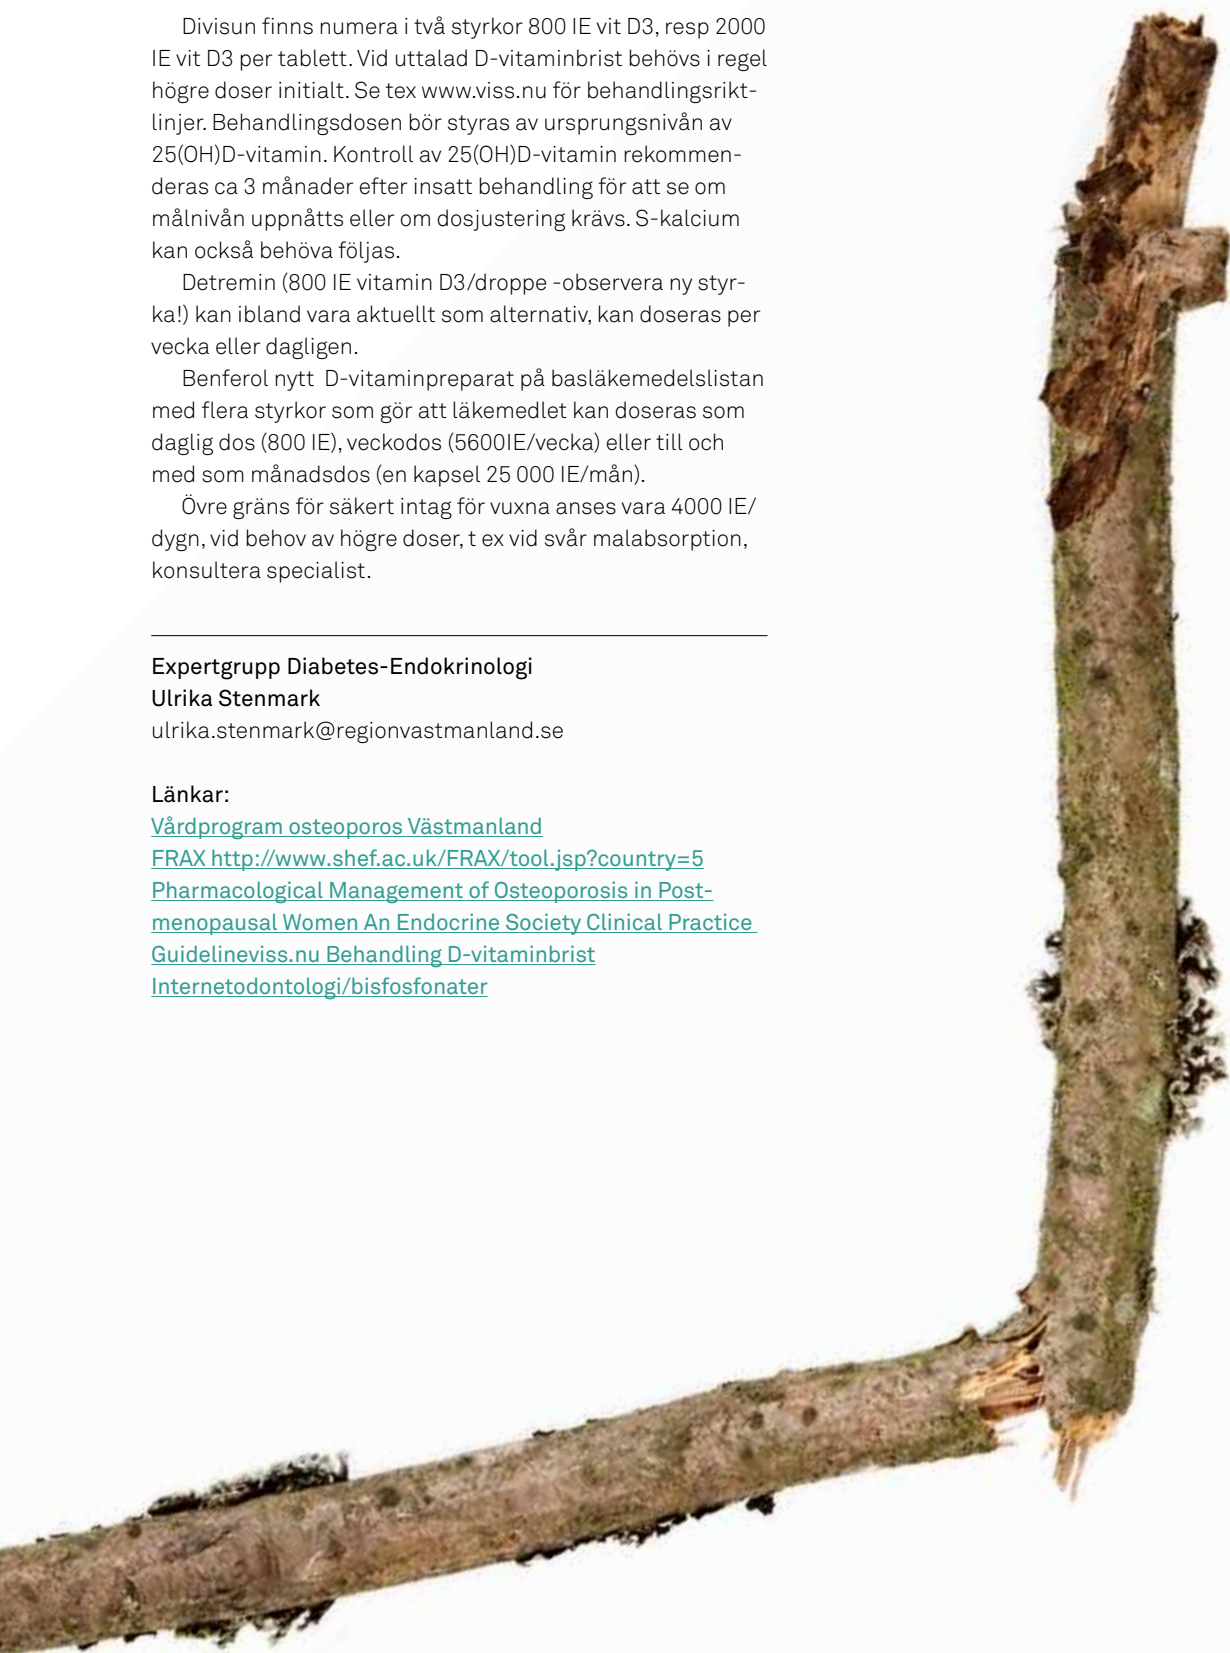 Divisun finns numera i två styrkor 800 IE vit D3, resp 2000
IE vit D3 per tablett. Vid uttalad D-vitaminbrist behövs i regel
högre doser initialt. Se tex www.viss.nu för behandlingsrikt-
linjer. Behandlingsdosen bör styras av ursprungsnivån av
25(OH)D-vitamin. Kontroll av 25(OH)D-vitamin rekommen-
deras ca 3 månader efter insatt behandling för att se om
målnivån uppnåtts eller om dosjustering krävs. S-kalcium
kan också behöva följas.
Detremin (800 IE vitamin D3/droppe -observera ny styr-
ka!) kan ibland vara aktuellt som alternativ, kan doseras per
vecka eller dagligen.
Benferol nytt  D-vitaminpreparat på basläkemedelslistan
med flera styrkor som gör att läkemedlet kan doseras som
daglig dos (800 IE), veckodos (5600IE/vecka) eller till och
med som månadsdos (en kapsel 25 000 IE/mån).
Övre gräns för säkert intag för vuxna anses vara 4000 IE/
dygn, vid behov av högre doser, t ex vid svår malabsorption,
konsultera specialist.
Expertgrupp Diabetes-Endokrinologi
Ulrika Stenmark
ulrika.stenmark@regionvastmanland.se
Länkar:
Vårdprogram osteoporos Västmanland
FRAX http://www.shef.ac.uk/FRAX/tool.jsp?country=5
Pharmacological Management of Osteoporosis in Post-
menopausal Women An Endocrine Society Clinical Practice
Guidelineviss.nu Behandling D-vitaminbrist
Internetodontologi/bisfosfonater